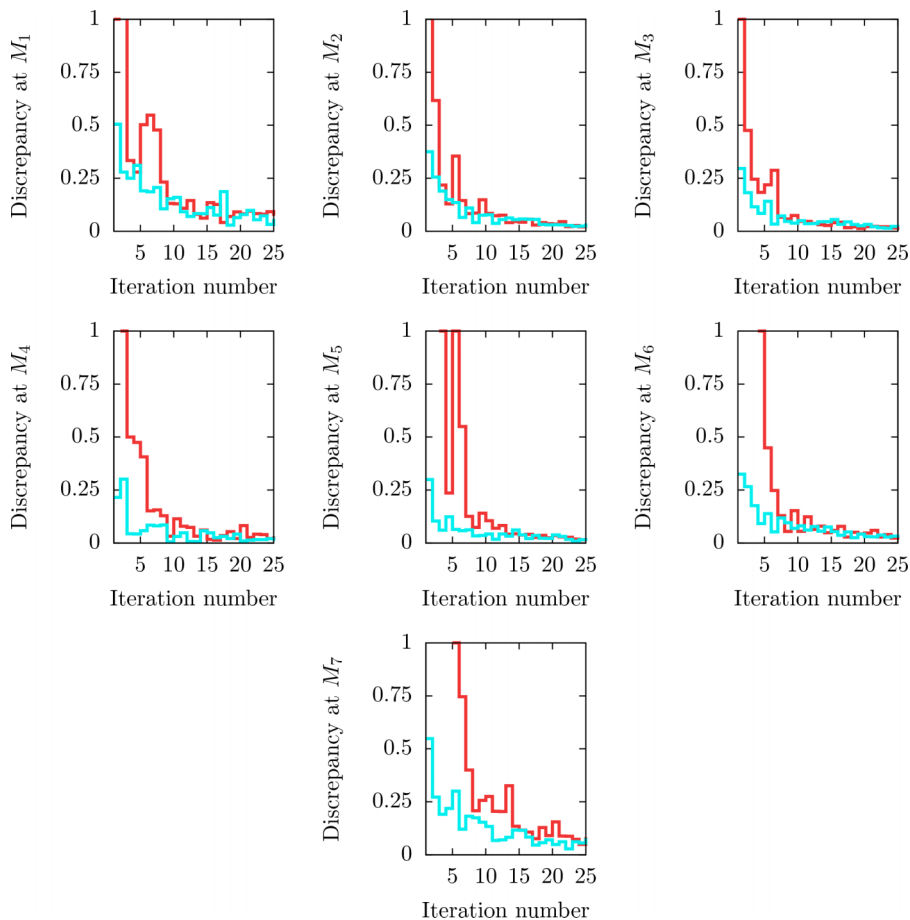 1
0.75
0.5
0.25
0
5 10 15 20 25
Discrepancy at M₁
Iteration number
1
0.75
0.5
0.25
0
5 10 15 20 25
Discrepancy at M₂
Iteration number
1
0.75
0.5
0.25
0
5 10 15 20 25
Discrepancy at M₃
Iteration number
1
0.75
0.5
0.25
0
5 10 15 20 25
Discrepancy at M₄
Iteration number
1
0.75
0.5
0.25
0
5 10 15 20 25
Discrepancy at M₅
Iteration number
1
0.75
0.5
0.25
0
5 10 15 20 25
Discrepancy at M₆
Iteration number
1
0.75
0.5
0.25
0
5 10 15 20 25
Discrepancy at M₇
Iteration number